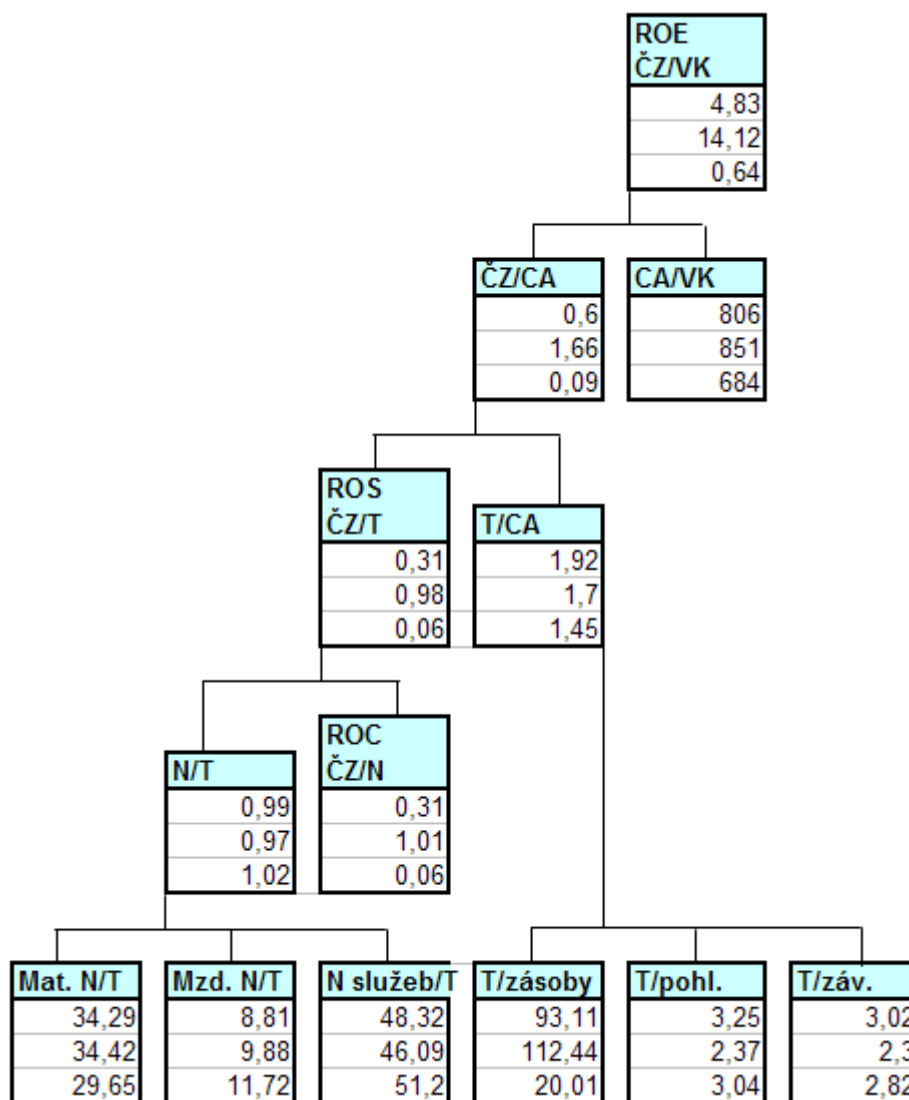 ROE
ČZ/VK
4,83
14,12
0,64
ČZ/CA
0,6
1,66
0,09
CA/VK
806
851
684
ROS
ČZ/T
0,31
0,98
0,06
T/CA
1,92
1,7
1,45
N/T
0,99
0,97
1,02
ROC
ČZ/N
0,31
1,01
0,06
Mat. N/T
34,29
34,42
29,65
Mzd. N/T
8,81
9,88
11,72
N služeb/T
48,32
46,09
51,2
T/zásoby
93,11
112,44
20,01
T/pohl.
3,25
2,37
3,04
T/záv.
3,02
2,3
2,82